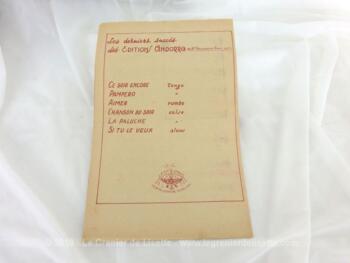 Les derniers succès
des EDITIONS ANDORRA
CE SOIR ENCORE Tango
PAMPERO "
AIMER rumba
CHANSON DU SOIR valse
LA PALUCHE "
SI TU LE VEUX slow